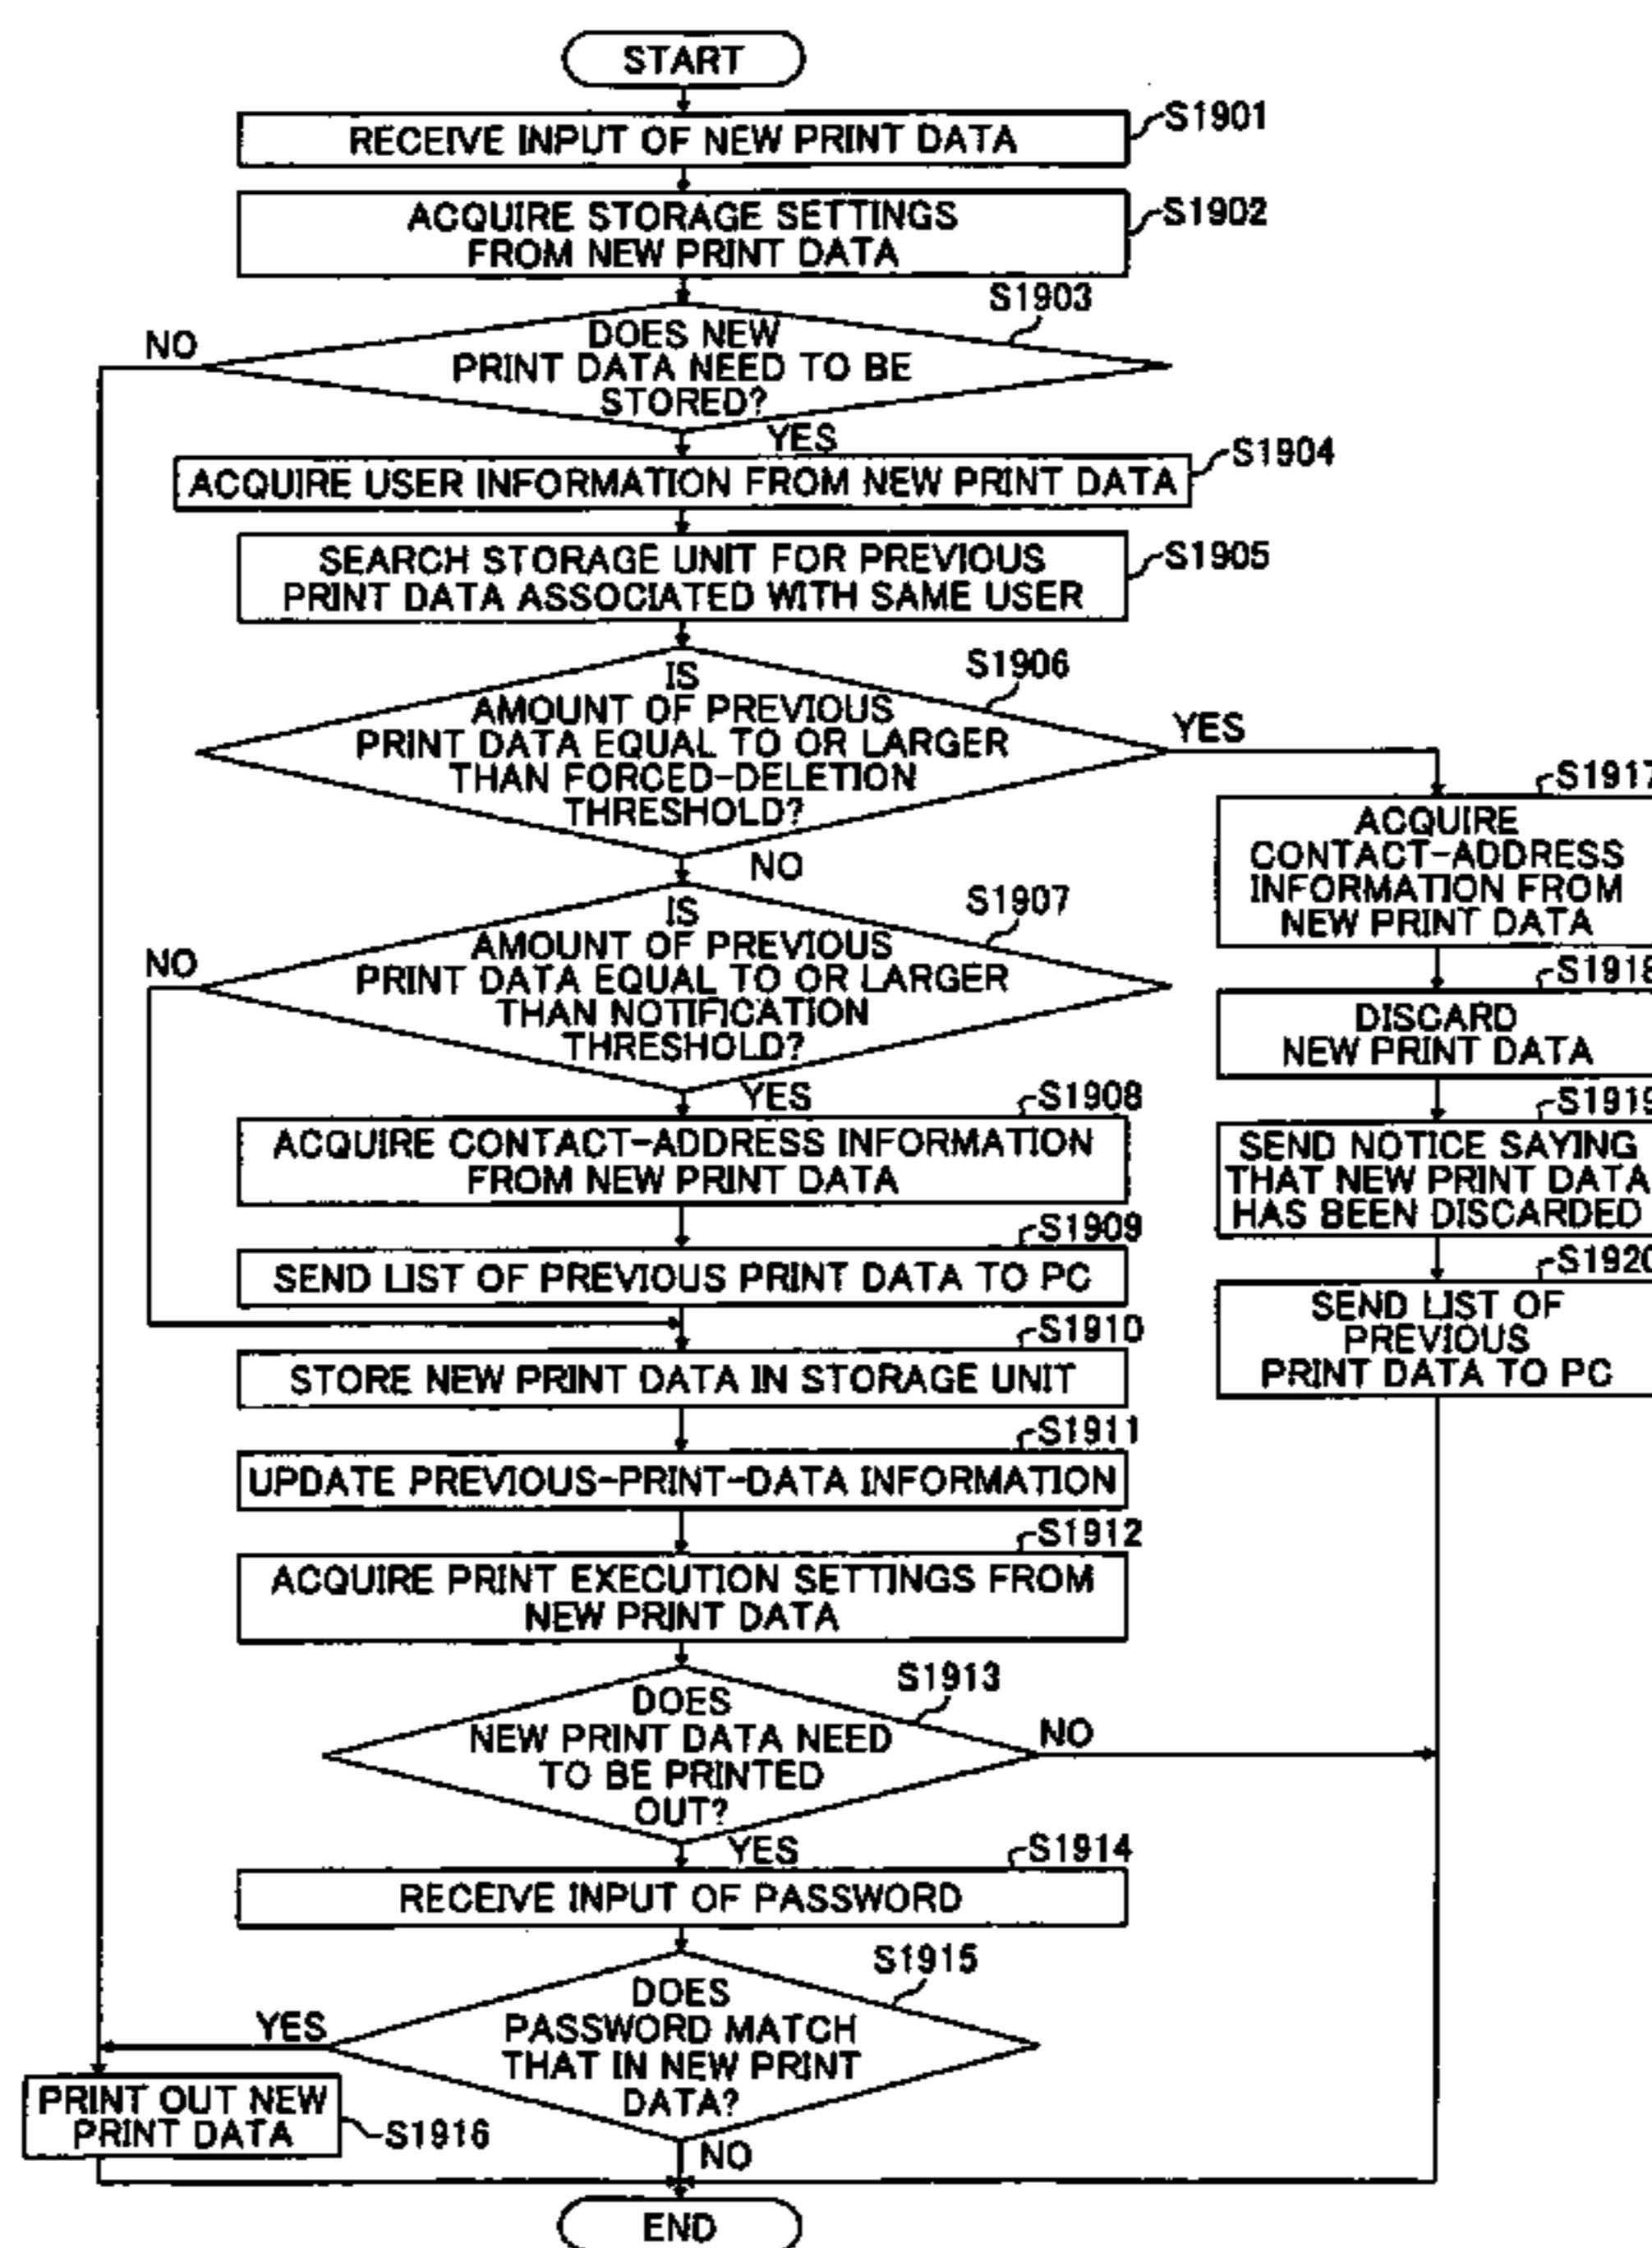 START
RECEIVE INPUT OF NEW PRINT DATA
S1901
ACQUIRE STORAGE SETTINGS
FROM NEW PRINT DATA
S1902
S1903
DOES NEW
PRINT DATA NEED TO BE
STORED?
NO
YES
ACQUIRE USER INFORMATION FROM NEW PRINT DATA
S1904
SEARCH STORAGE UNIT FOR PREVIOUS
PRINT DATA ASSOCIATED WITH SAME USER
S1905
S1906
IS
AMOUNT OF PREVIOUS
PRINT DATA EQUAL TO OR LARGER
THAN FORCED-DELETION
THRESHOLD?
YES
NO
S1907
IS
AMOUNT OF PREVIOUS
PRINT DATA EQUAL TO OR LARGER
THAN NOTIFICATION
THRESHOLD?
NO
YES
S1908
ACQUIRE CONTACT-ADDRESS INFORMATION
FROM NEW PRINT DATA
S1909
SEND LIST OF PREVIOUS PRINT DATA TO PC
S1910
STORE NEW PRINT DATA IN STORAGE UNIT
S1911
UPDATE PREVIOUS-PRINT-DATA INFORMATION
S1912
ACQUIRE PRINT EXECUTION SETTINGS FROM
NEW PRINT DATA
S1913
DOES
NEW PRINT DATA NEED
TO BE PRINTED
OUT?
NO
YES
S1914
RECEIVE INPUT OF PASSWORD
S1915
DOES
PASSWORD MATCH
THAT IN NEW PRINT
DATA?
YES
NO
PRINT OUT NEW
PRINT DATA
S1916
S1917
ACQUIRE
CONTACT-ADDRESS
INFORMATION FROM
NEW PRINT DATA
S1918
DISCARD
NEW PRINT DATA
S1919
SEND NOTICE SAYING
THAT NEW PRINT DATA
HAS BEEN DISCARDED
S1920
SEND LIST OF
PREVIOUS
PRINT DATA TO PC
END